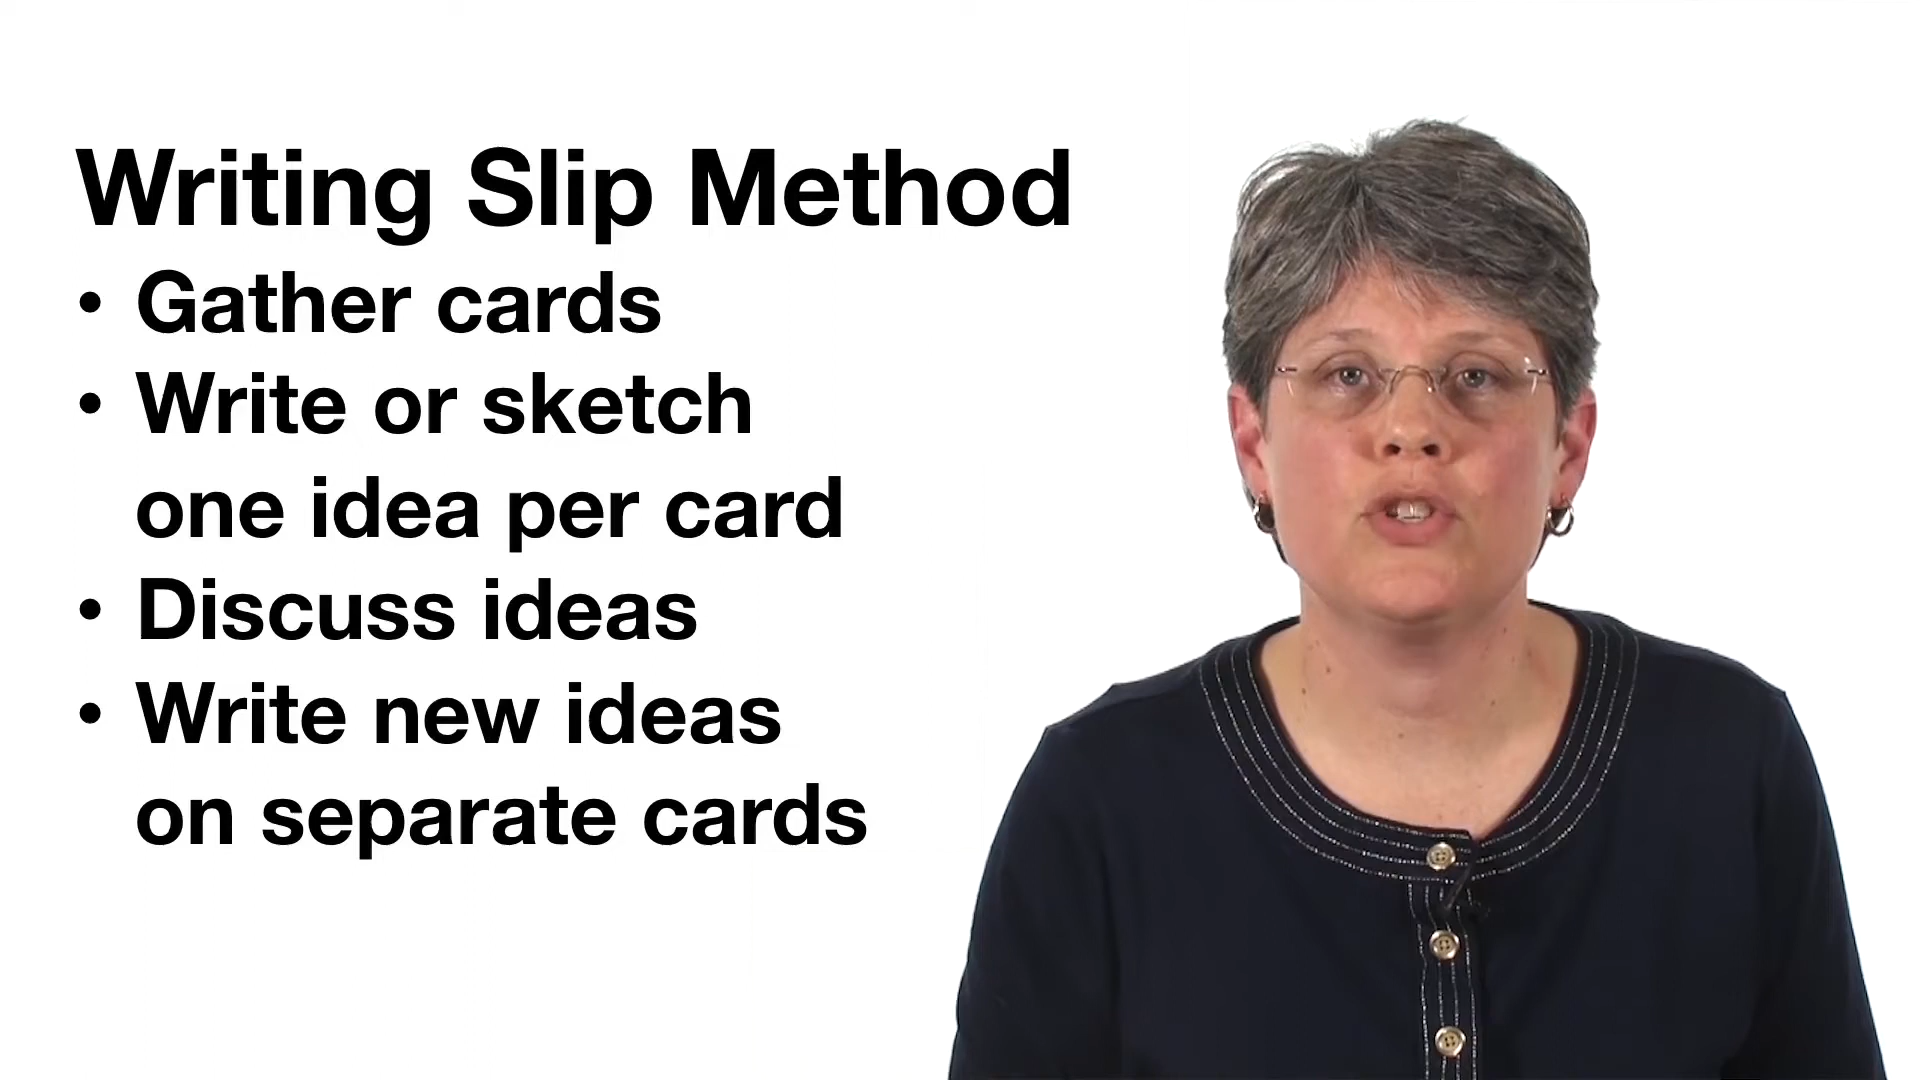 Writing Slip Method
• Gather cards
• Write or sketch
one idea per card
• Discuss ideas
• Write new ideas
on separate cards